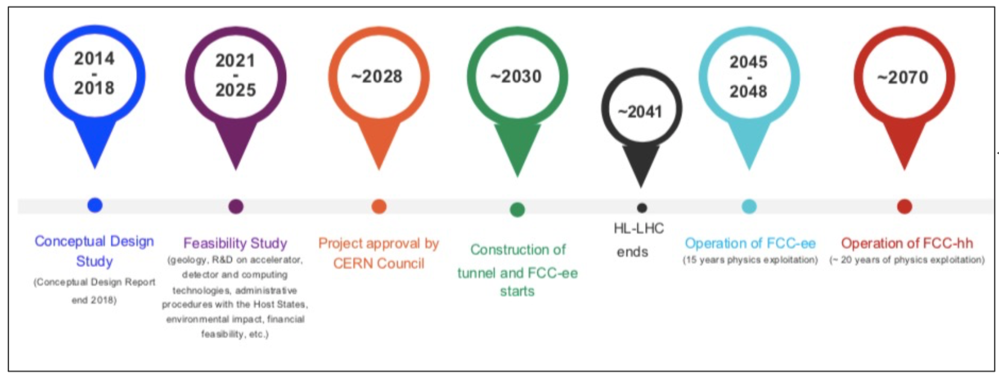 2014
-
2018
2021
-
2025
~2028
~2030
~2041
2045
-
2048
~2070
Conceptual Design
Study
(Conceptual Design Report
end 2018)
Feasibility Study
(geology, R&D on accelerator,
detector and computing
technologies, administrative
procedures with the Host States,
environmental impact, financial
feasibility, etc.)
Project approval by
CERN Council
Construction of
tunnel and FCC-ee
starts
HL-LHC
ends
Operation of FCC-ee
(15 years physics exploitation)
Operation of FCC-hh
(~ 20 years of physics exploitation)